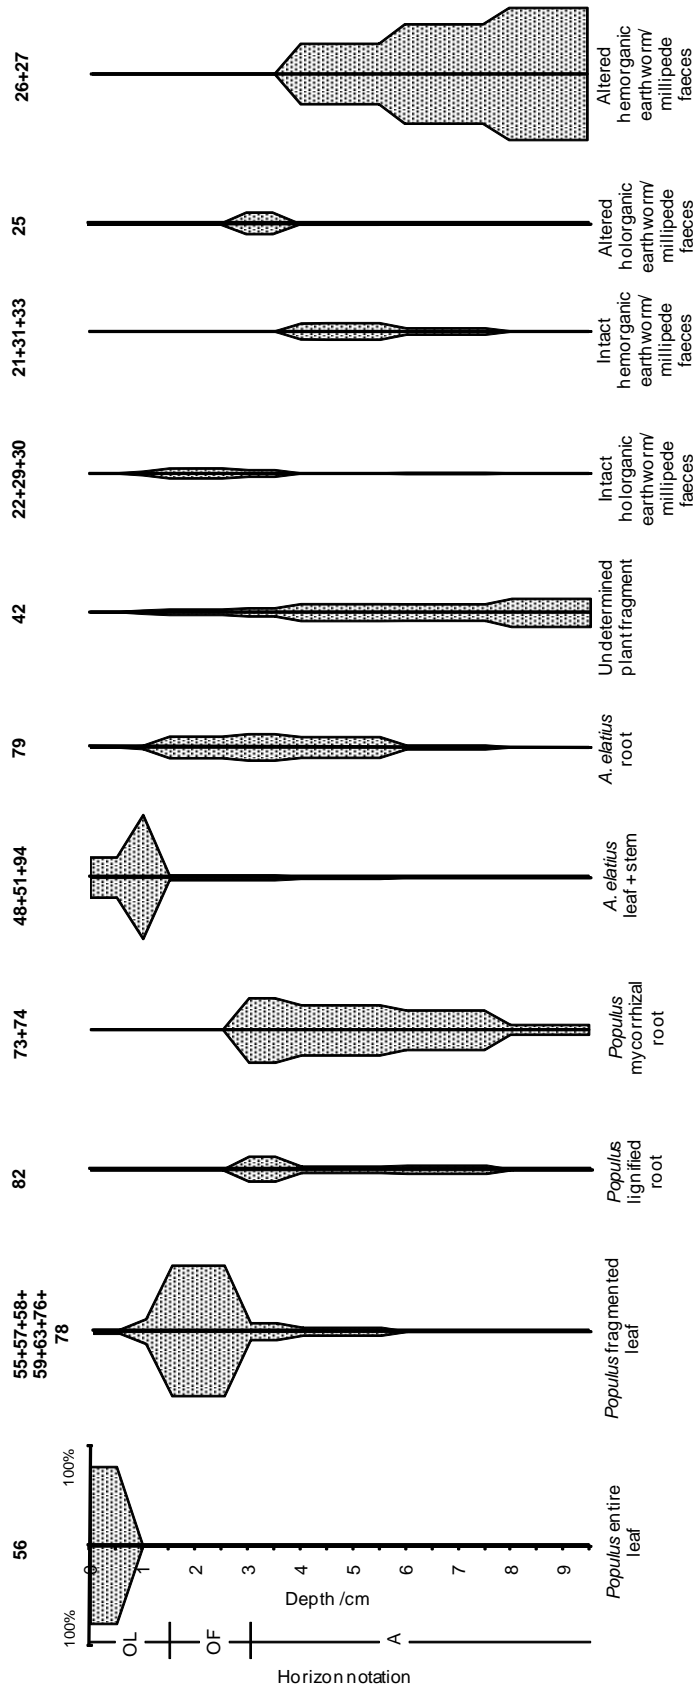 56
55+57+58+
59+63+76+
78
82
73+74
48+51+94
79
42
22+29+30
21+31+33
25
26+27
100%
100%
0
1
2
3
4
5
6
7
8
9
Depth /cm
OL
OF
A
Horizon notation
Populus entire
leaf
Populus fragmented
leaf
Populus
lignified
root
Populus
mycorrhizal
root
A. elatius
leaf + stem
A. elatius
root
Undetermined
plant fragment
Intact
holorganic
earthworm/
millipede
faeces
Intact
hemorganic
earthworm/
millipede
faeces
Altered
holorganic
earthworm/
millipede
faeces
Altered
hemorganic
earthworm/
millipede
faeces